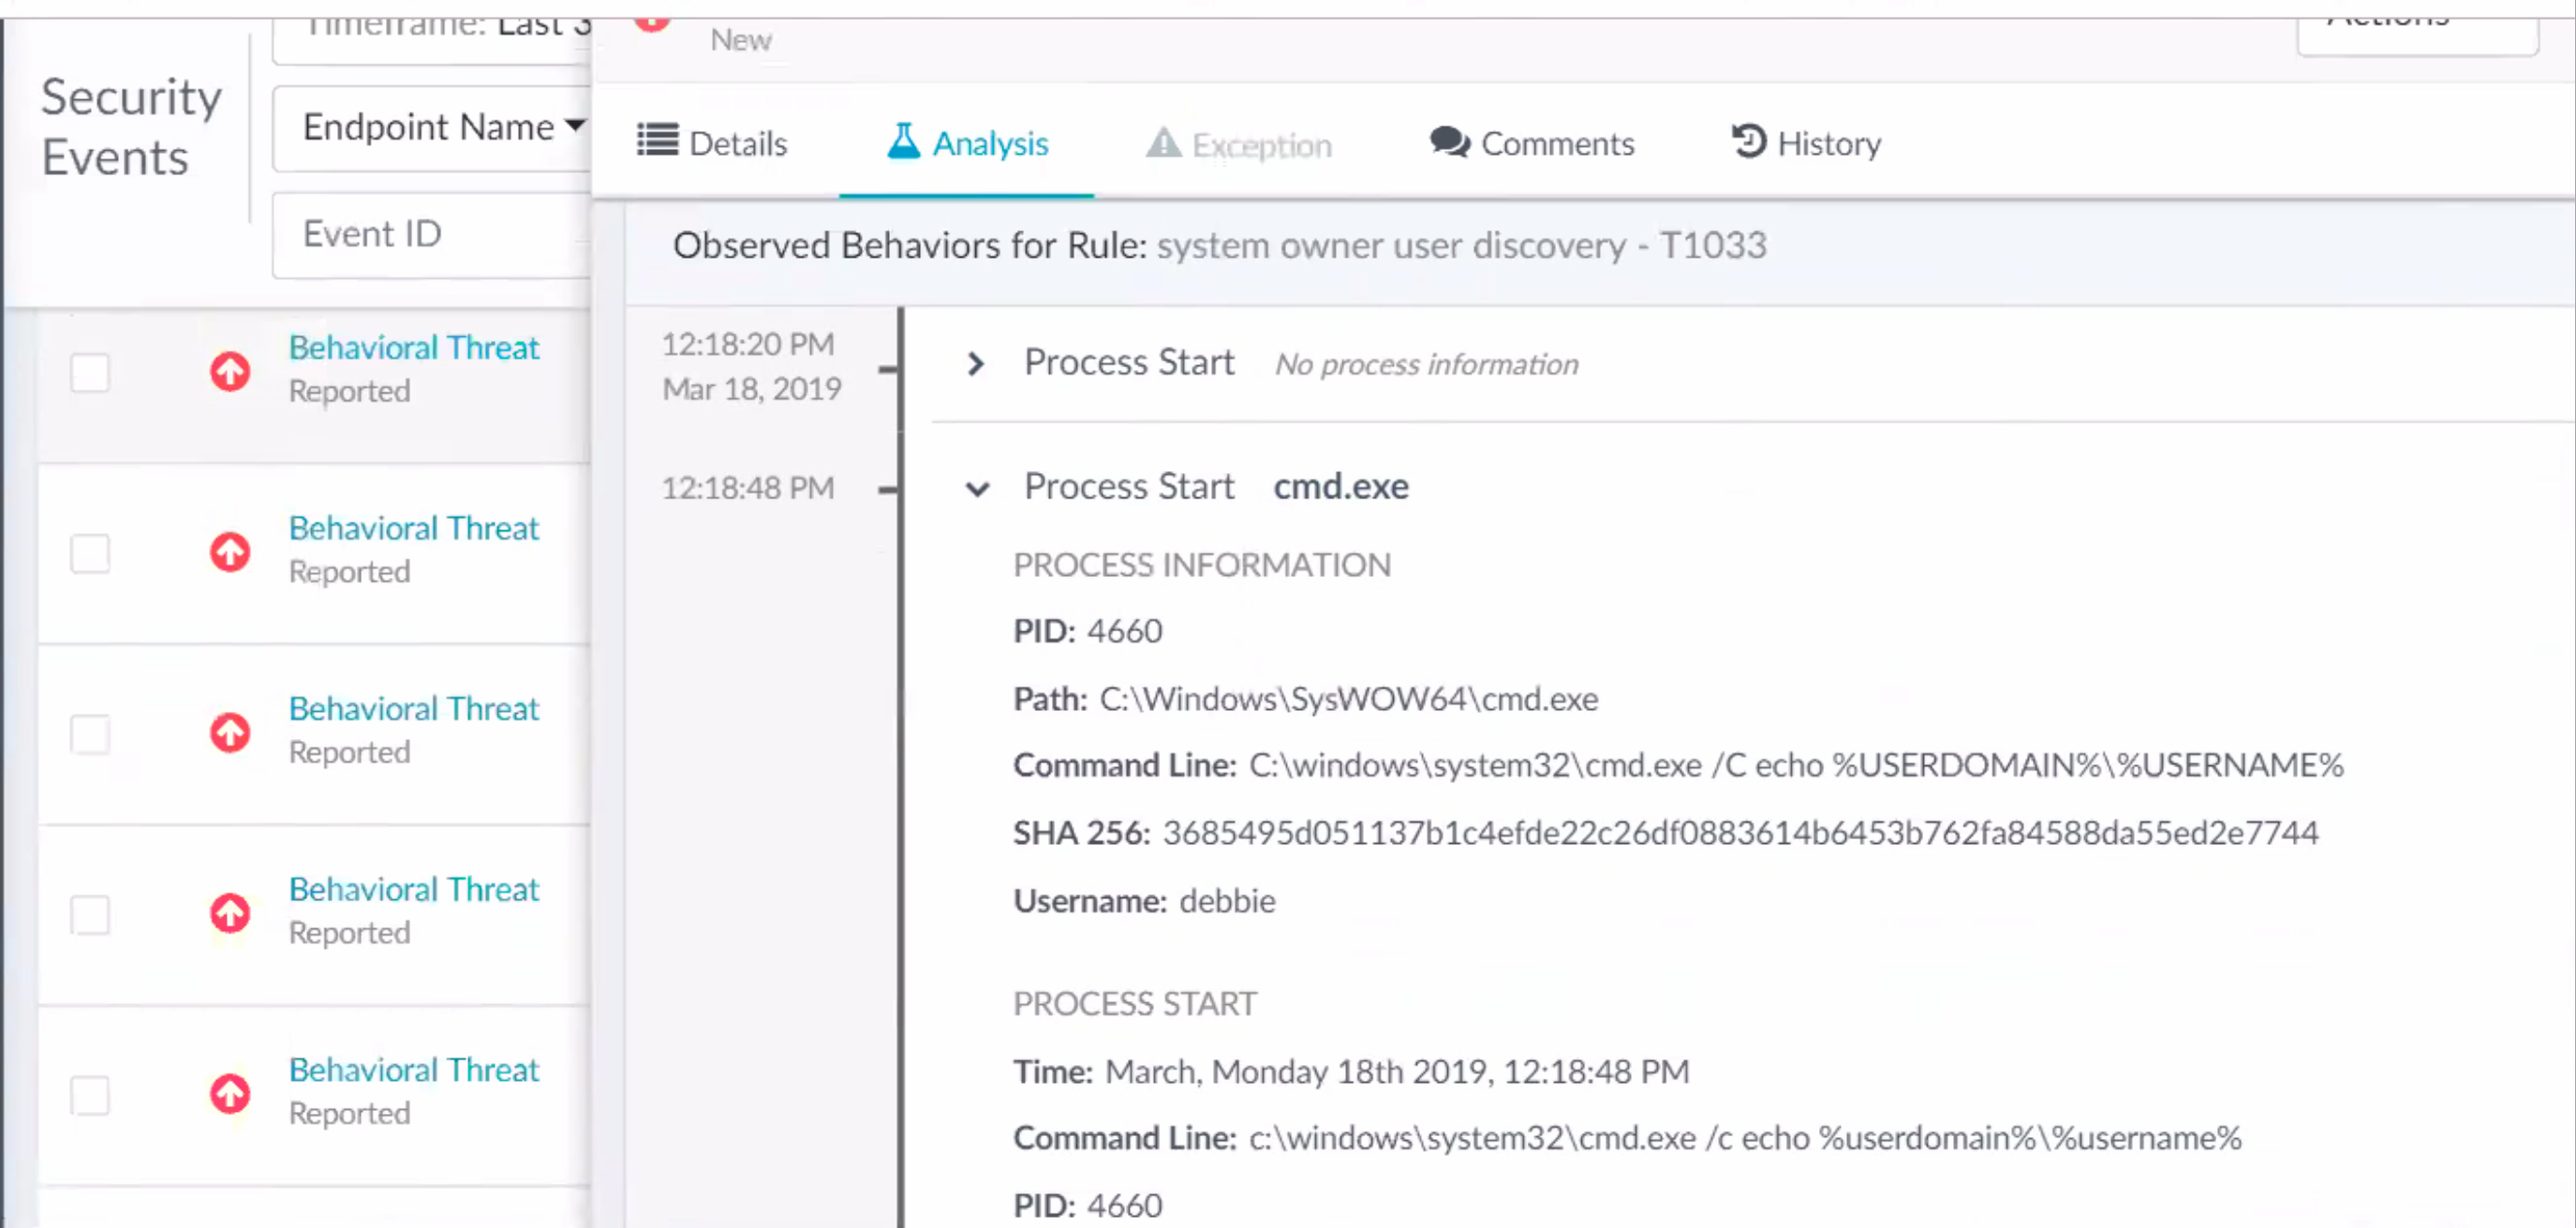 Timeframe: Last 3
Security
Events
Endpoint Name
Event ID
Behavioral Threat
Reported
Behavioral Threat
Reported
Behavioral Threat
Reported
Behavioral Threat
Reported
Behavioral Threat
Reported
New
Actions
Details Analysis Exception Comments History
Observed Behaviors for Rule: system owner user discovery - T1033
12:18:20 PM
Mar 18, 2019
Process Start No process information
12:18:48 PM
Process Start cmd.exe
PROCESS INFORMATION
PID: 4660
Path: C:\Windows\SysWOW64\cmd.exe
Command Line: C:\windows\system32\cmd.exe /C echo %USERDOMAIN%\%USERNAME%
SHA 256: 3685495d051137b1c4efde22c26df0883614b6453b762fa84588da55ed2e7744
Username: debbie
PROCESS START
Time: March, Monday 18th 2019, 12:18:48 PM
Command Line: c:\windows\system32\cmd.exe /c echo %userdomain%\%username%
PID: 4660